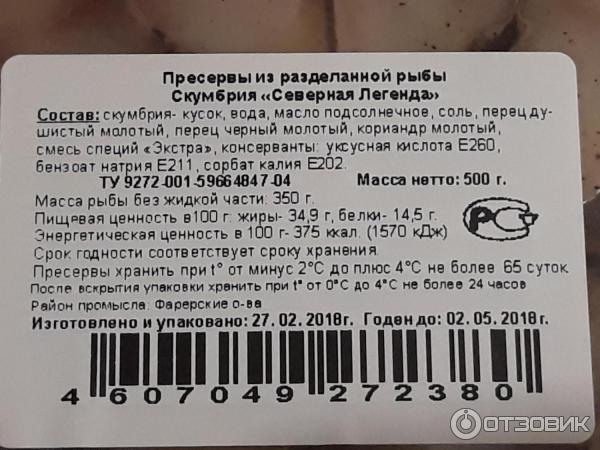 Пресервы из разделанной рыбы
Скумбрия «Северная Легенда»
Состав: скумбрия- кусок, вода, масло подсолнечное, соль, перец ду-
шистый молотый, перец черный молотый, кориандр молотый,
смесь специй «Экстра», консерванты: уксусная кислота Е260,
бензоат натрия Е211, сорбат калия Е202.
ТУ 9272-001-59664847-04 Масса нетто: 500 г.
Масса рыбы без жидкой части: 350 г.
Пищевая ценность в100 г: жиры- 34,9 г, белки- 14,5 г.
Энергетическая ценность в 100 г- 375 ккал. (1570 кДж)
Срок годности соответствует сроку хранения.
Пресервы хранить при t° от минус 2°С до плюс 4°С не более 65 суток
После вскрытия упаковки хранить при t° от 0°С до 4°С не более 24 часов
Район промысла: Фарерские о-ва
Изготовлено и упаковано: 27. 02. 2018г. Годен до: 02. 05. 2018г.
4 607049 272380
ОТЗОВИК
РСТ